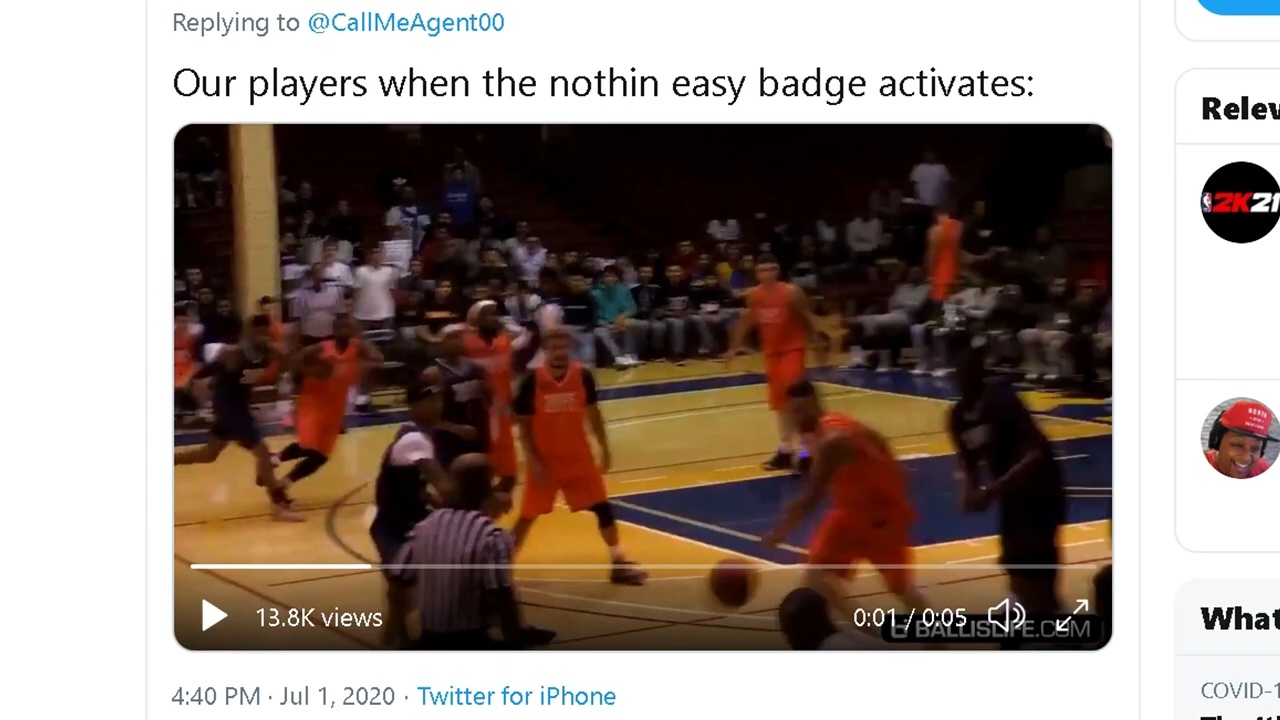 Replying to @CallMeAgent00
Our players when the nothin easy badge activates:
13.8K views
0:01 / 0:05
BALLISLIFE.COM
4:40 PM · Jul 1, 2020 · Twitter for iPhone
Relev
2K21
NORTH
What
COVID-1